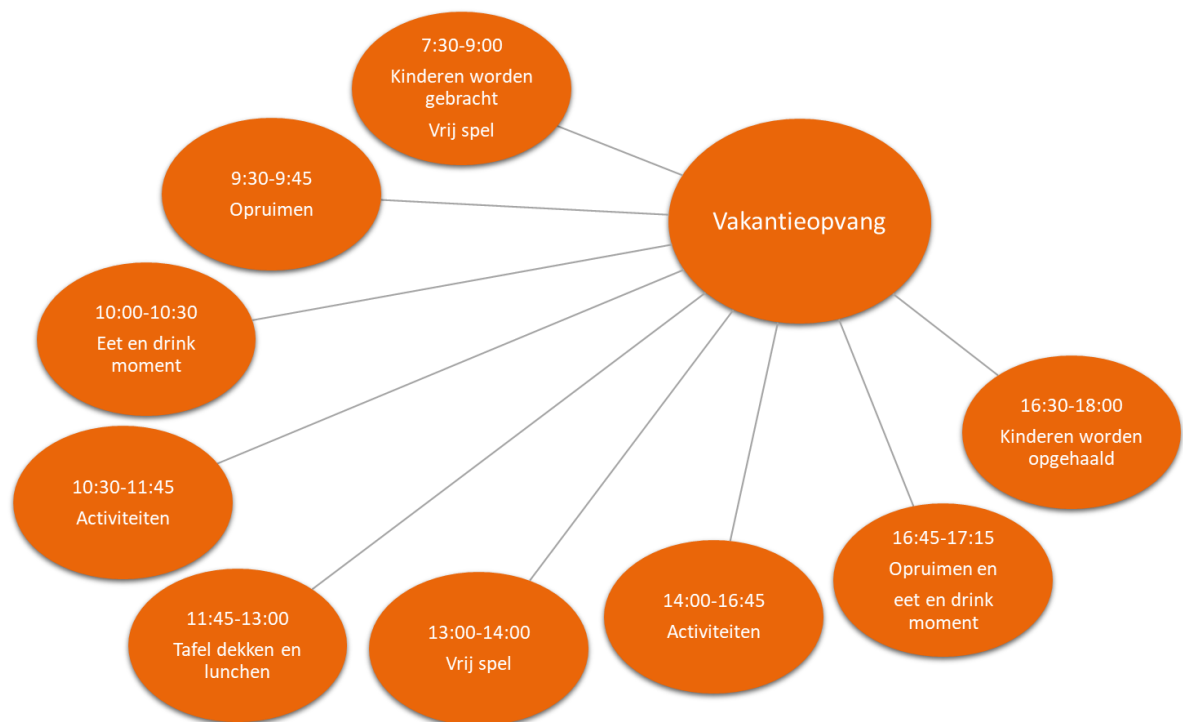 7:30-9:00
Kinderen worden
gebracht
Vrij spel
9:30-9:45
Opruimen
Vakantieopvang
10:00-10:30
Eet en drink
moment
10:30-11:45
Activiteiten
11:45-13:00
Tafel dekken en
lunchen
13:00-14:00
Vrij spel
14:00-16:45
Activiteiten
16:45-17:15
Opruimen en
eet en drink
moment
16:30-18:00
Kinderen worden
opgehaald